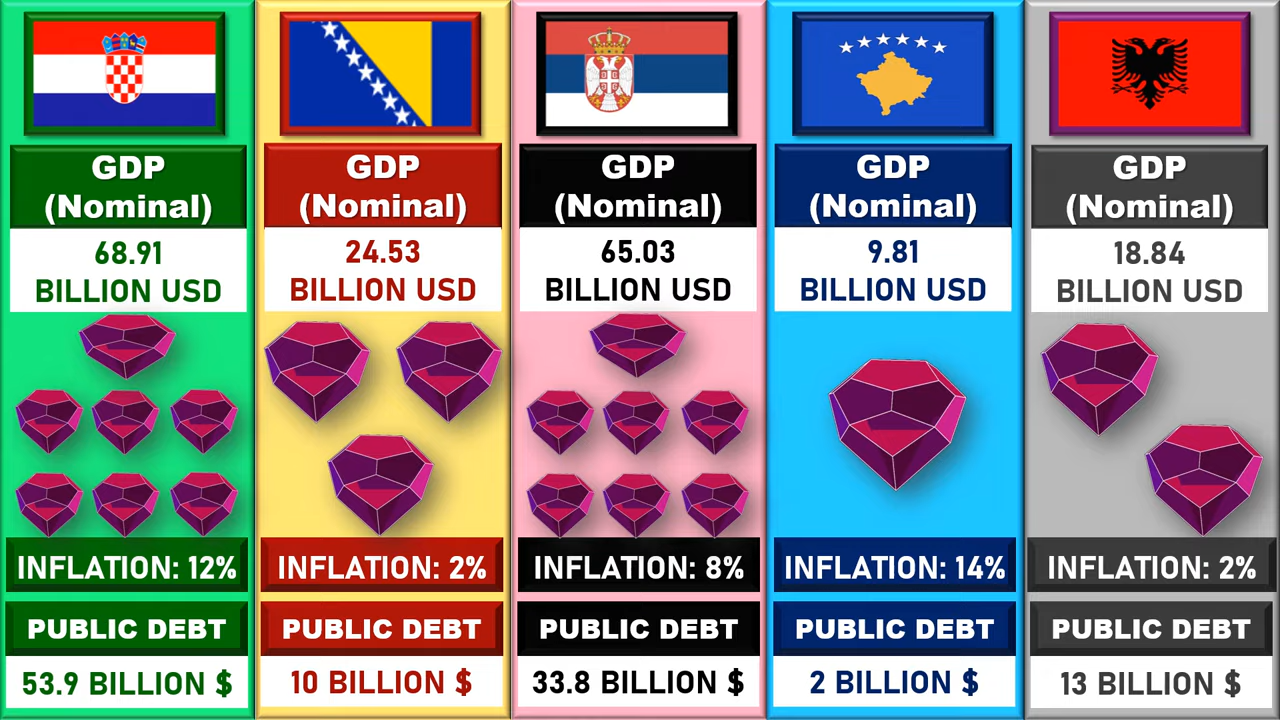 GDP
(Nominal)
68.91
BILLION USD
INFLATION: 12%
PUBLIC DEBT
53.9 BILLION $
GDP
(Nominal)
24.53
BILLION USD
INFLATION: 2%
PUBLIC DEBT
10 BILLION $
GDP
(Nominal)
65.03
BILLION USD
INFLATION: 8%
PUBLIC DEBT
33.8 BILLION $
GDP
(Nominal)
9.81
BILLION USD
INFLATION: 14%
PUBLIC DEBT
2 BILLION $
GDP
(Nominal)
18.84
BILLION USD
INFLATION: 2%
PUBLIC DEBT
13 BILLION $